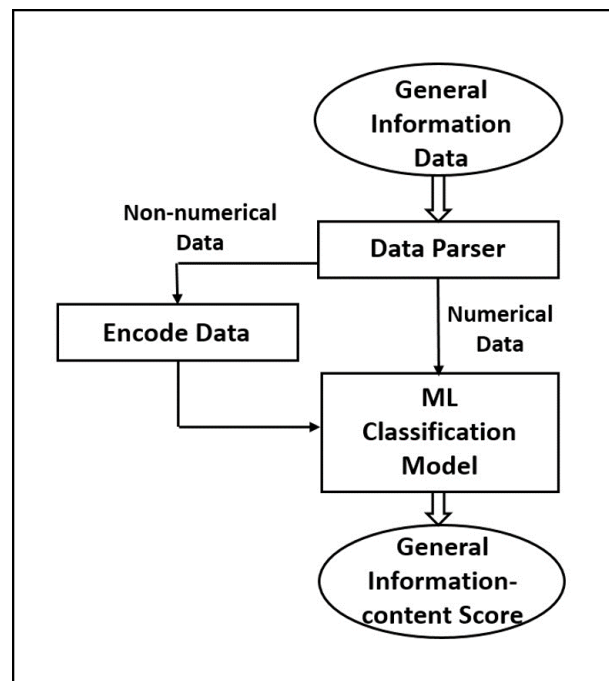 General
Information
Data
Non-numerical
Data
Data Parser
Encode Data
Numerical
Data
ML
Classification
Model
General
Information-
content Score